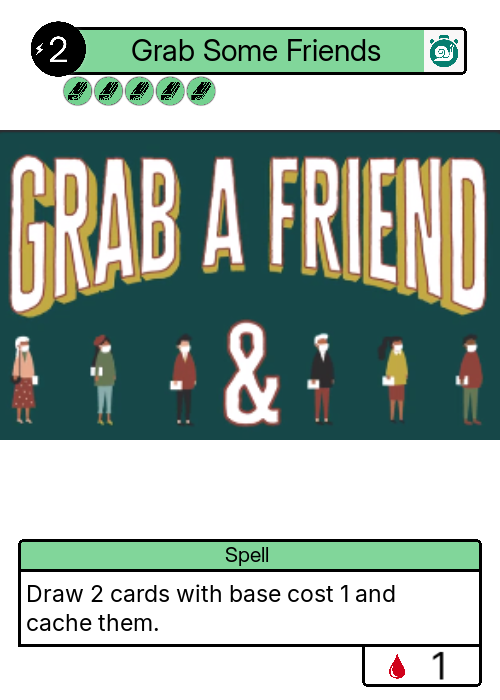 2
Grab Some Friends
GRAB A FRIEND
&
Spell
Draw 2 cards with base cost 1 and
cache them.
1